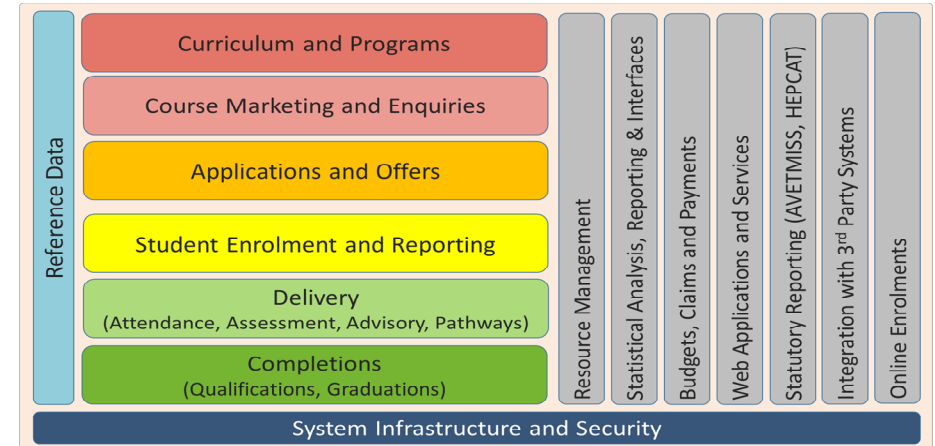 Reference Data
Curriculum and Programs
Course Marketing and Enquiries
Applications and Offers
Student Enrolment and Reporting
Delivery
(Attendance, Assessment, Advisory, Pathways)
Completions
(Qualifications, Graduations)
Resource Management
Statistical Analysis, Reporting & Interfaces
Budgets, Claims and Payments
Web Applications and Services
Statutory Reporting (AVETMISS, HEPCAT)
Integration with 3rd Party Systems
Online Enrolments
System Infrastructure and Security